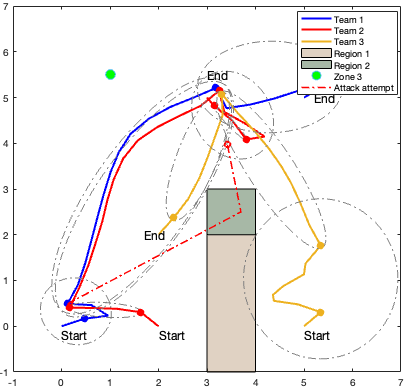 7
6
5
4
3
2
1
0
-1
-1 0 1 2 3 4 5 6 7
Team 1
Team 2
Team 3
Region 1
Region 2
Zone 3
Attack attempt
End
End
End
Start
Start
Start